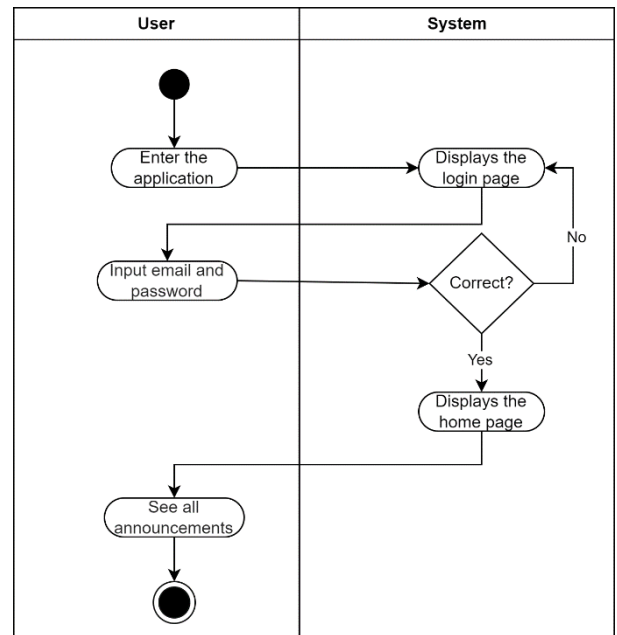 User
System
Enter the
application
Displays the
login page
No
Input email and
password
Correct?
Yes
Displays the
home page
See all
announcements